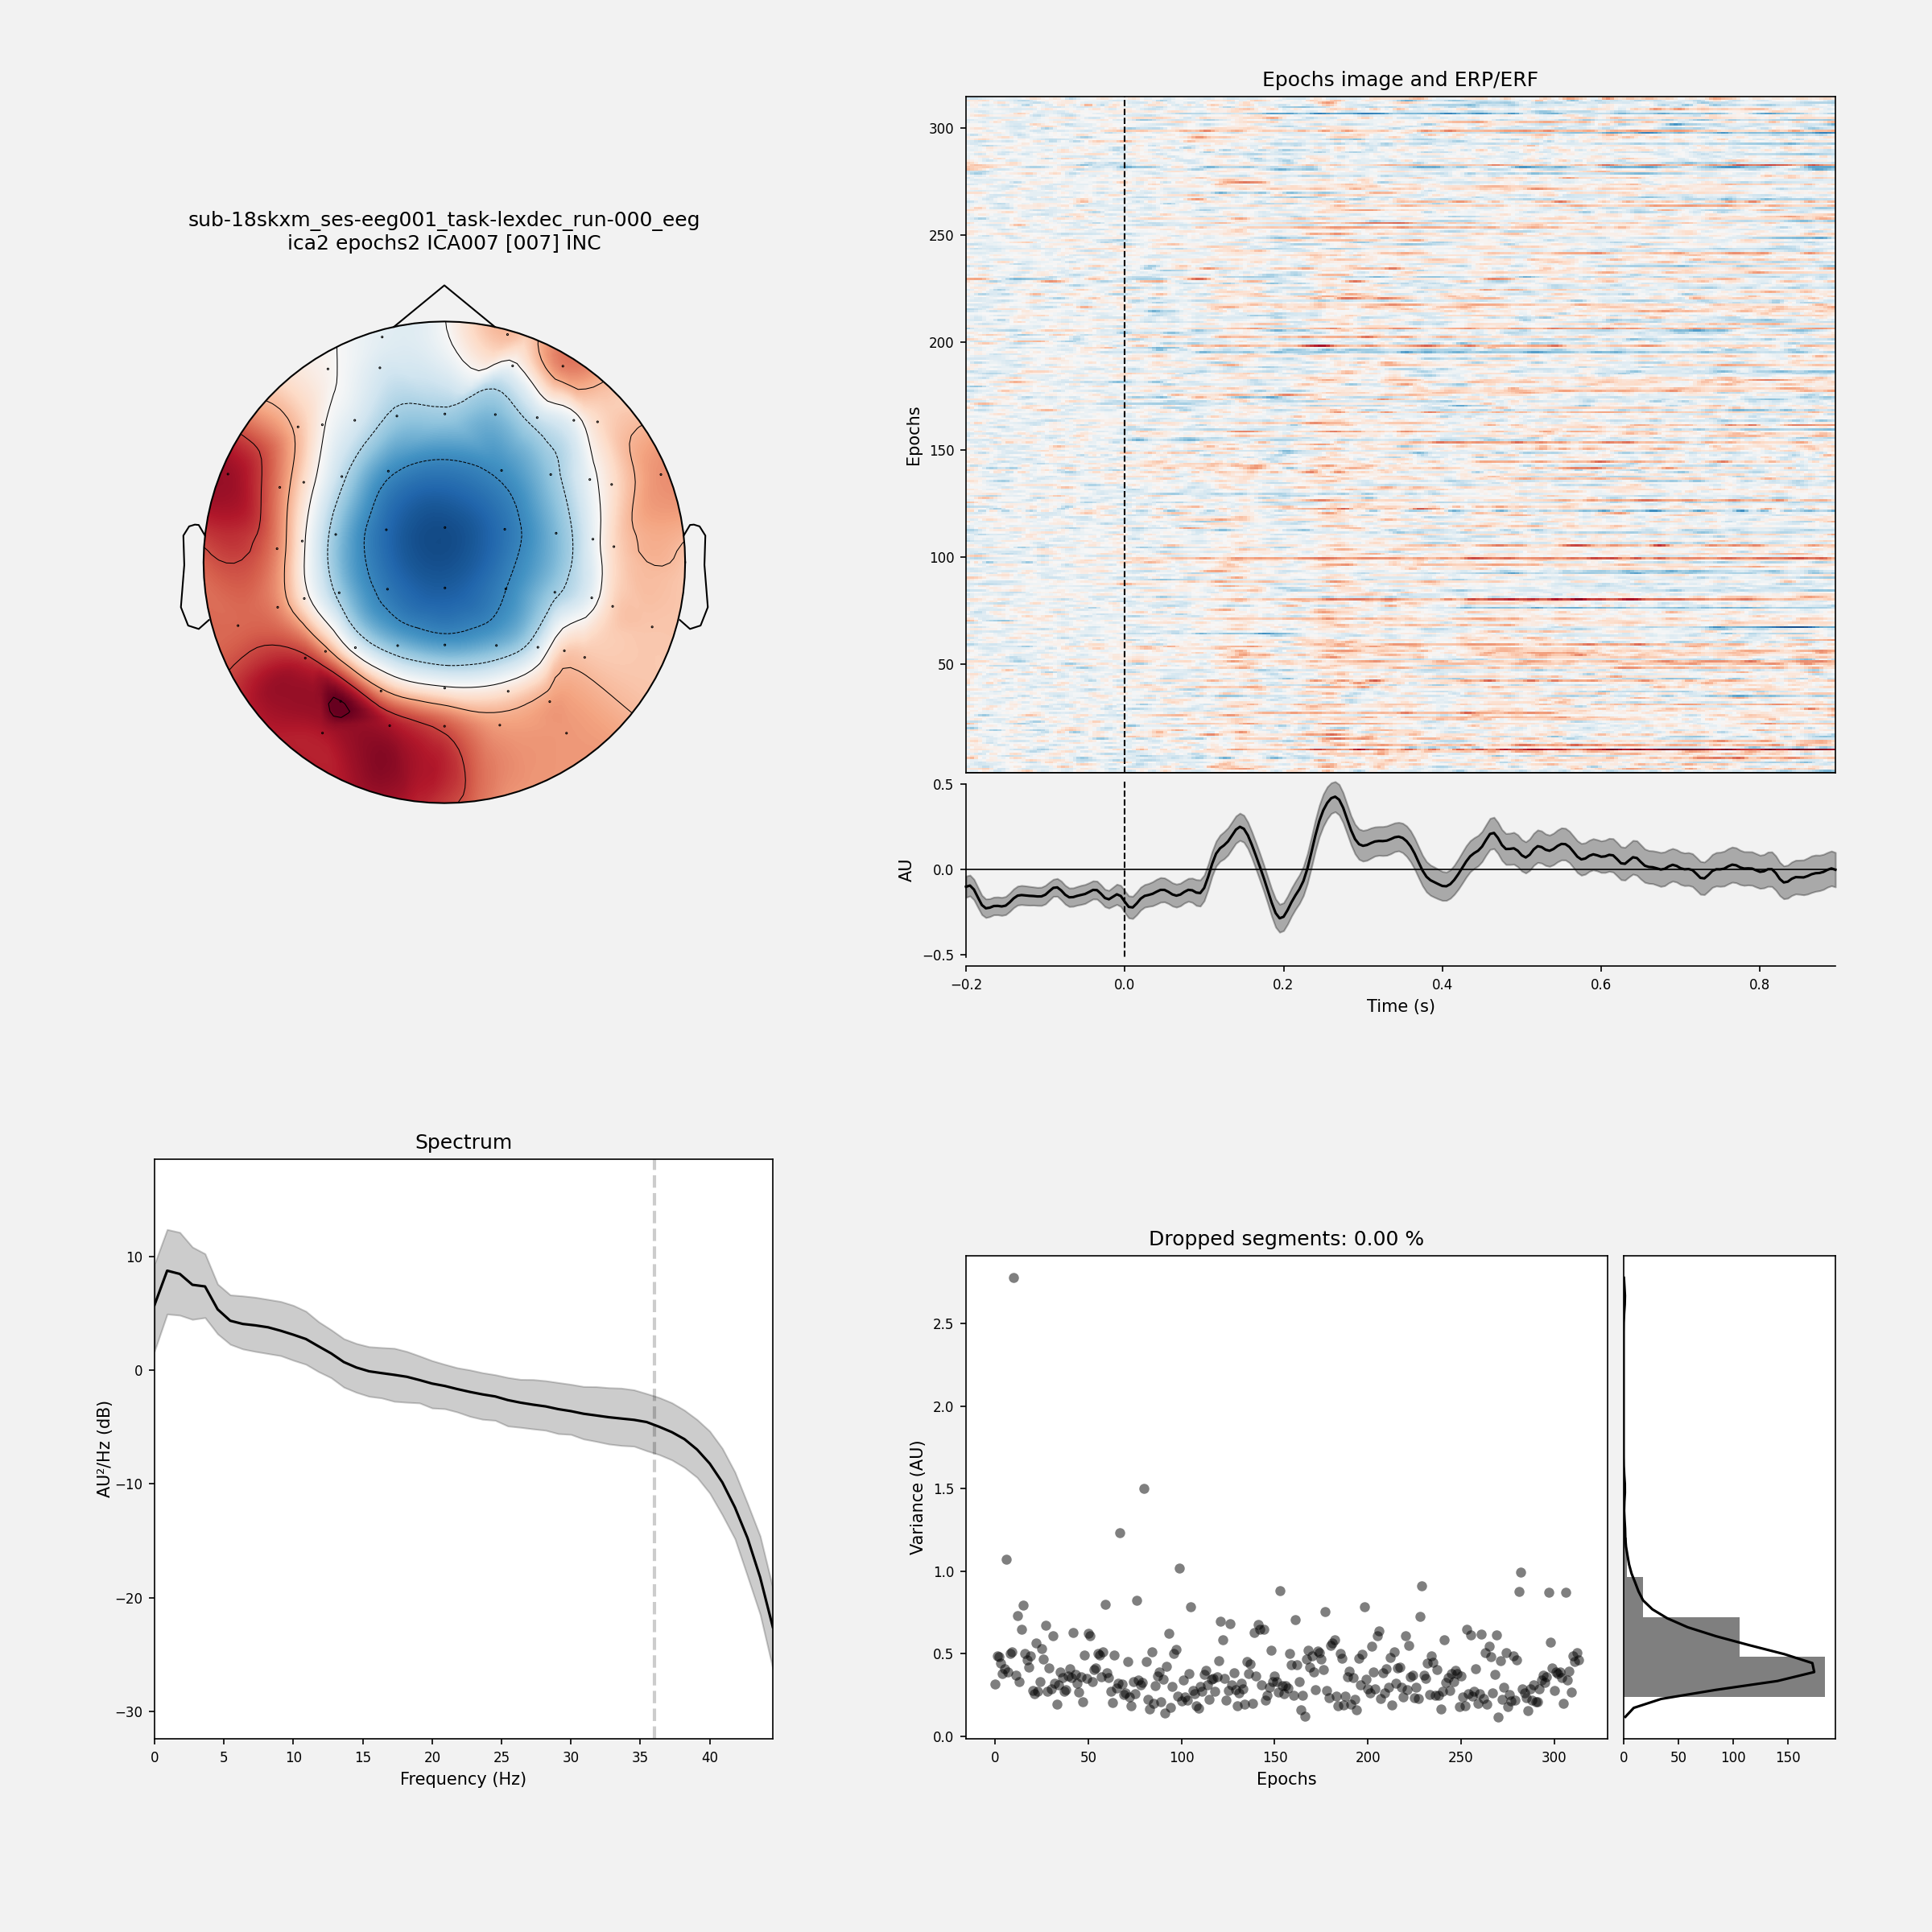 sub-18skxm_ses-eeg001_task-lexdec_run-000_eeg
ica2 epochs2 ICA007 [007] INC
Epochs image and ERP/ERF
300
250
200
150
100
50
Epochs
0.5
0.0
−0.5
AU
−0.2 0.0 0.2 0.4 0.6 0.8
Time (s)
Spectrum
10
0
−10
−20
−30
AU²/Hz (dB)
0 5 10 15 20 25 30 35 40
Frequency (Hz)
Dropped segments: 0.00 %
2.5
2.0
1.5
1.0
0.5
0.0
Variance (AU)
0 50 100 150 200 250 300
Epochs
0 50 100 150